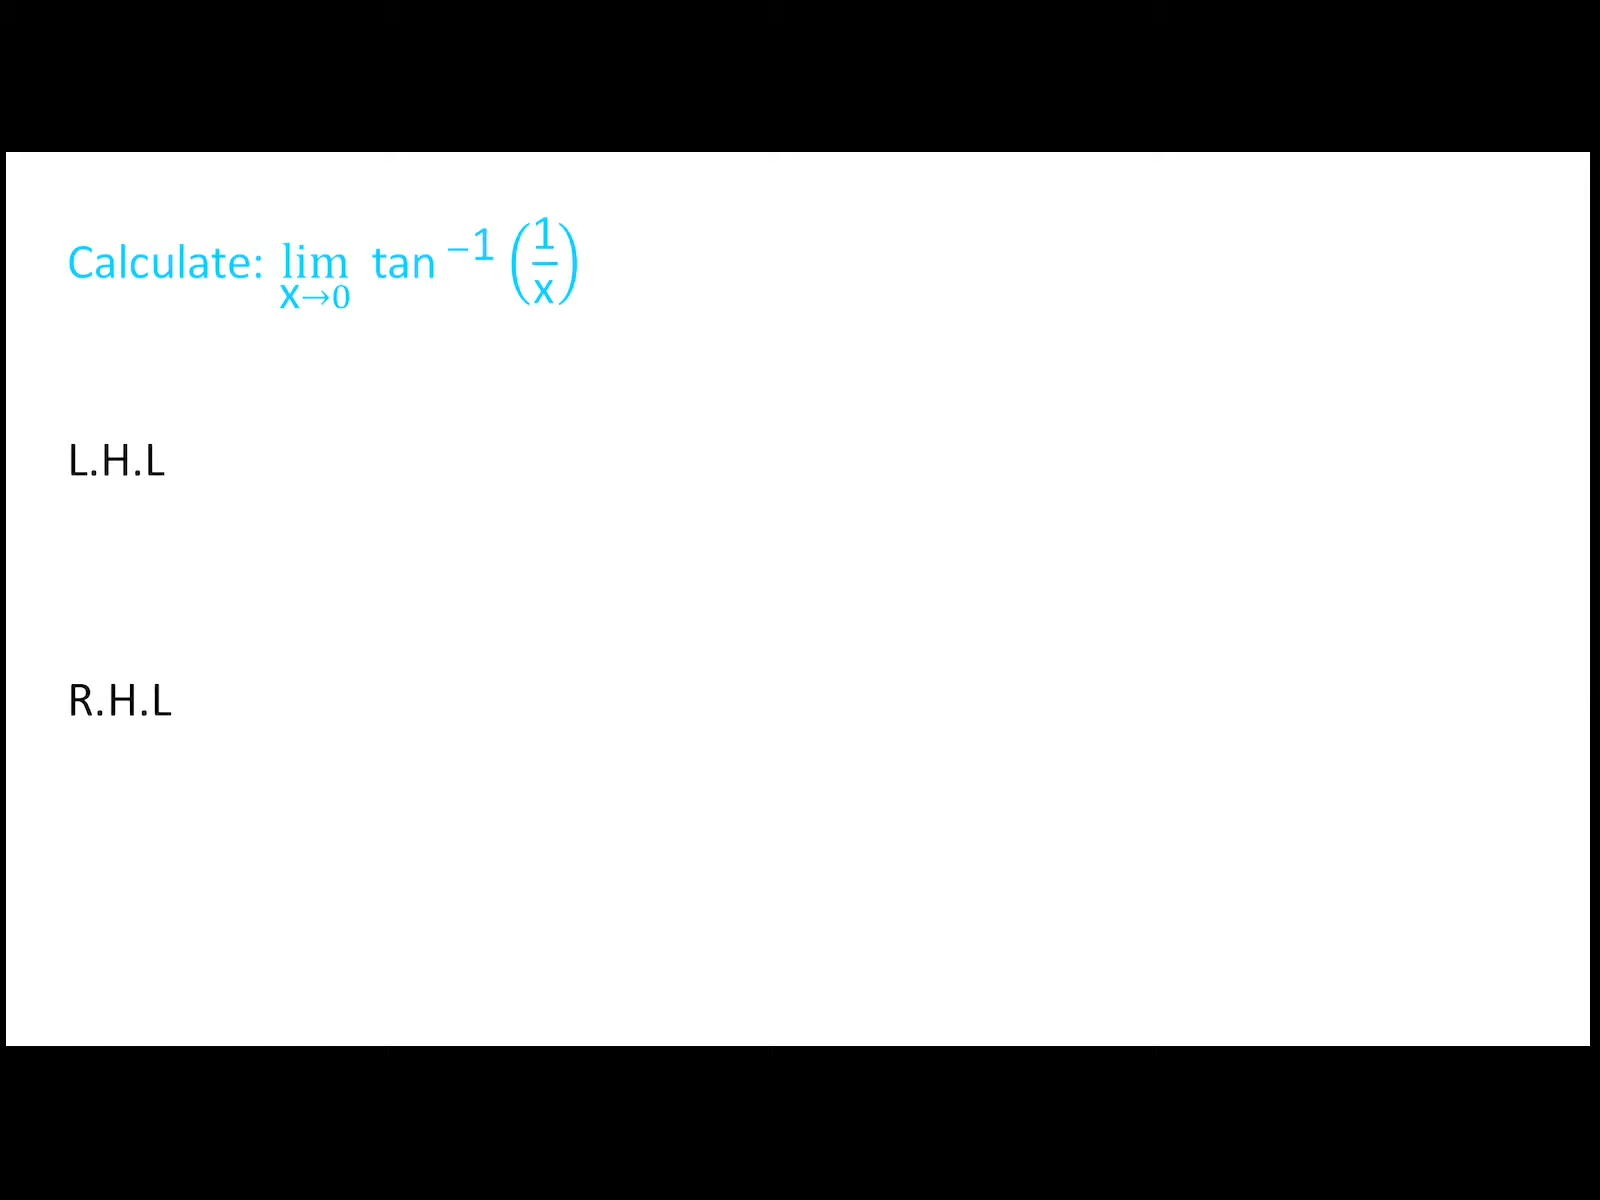 Calculate: lim x→0 tan ⁻¹ (1/x)
L.H.L
R.H.L